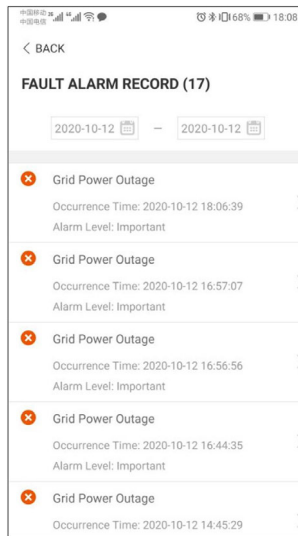 中国移动 26 46 68% 18:08
中国电信
< BACK
FAULT ALARM RECORD (17)
2020-10-12 – 2020-10-12
Grid Power Outage
Occurrence Time: 2020-10-12 18:06:39
Alarm Level: Important
Grid Power Outage
Occurrence Time: 2020-10-12 16:57:07
Alarm Level: Important
Grid Power Outage
Occurrence Time: 2020-10-12 16:56:56
Alarm Level: Important
Grid Power Outage
Occurrence Time: 2020-10-12 16:44:35
Alarm Level: Important
Grid Power Outage
Occurrence Time: 2020-10-12 14:45:29